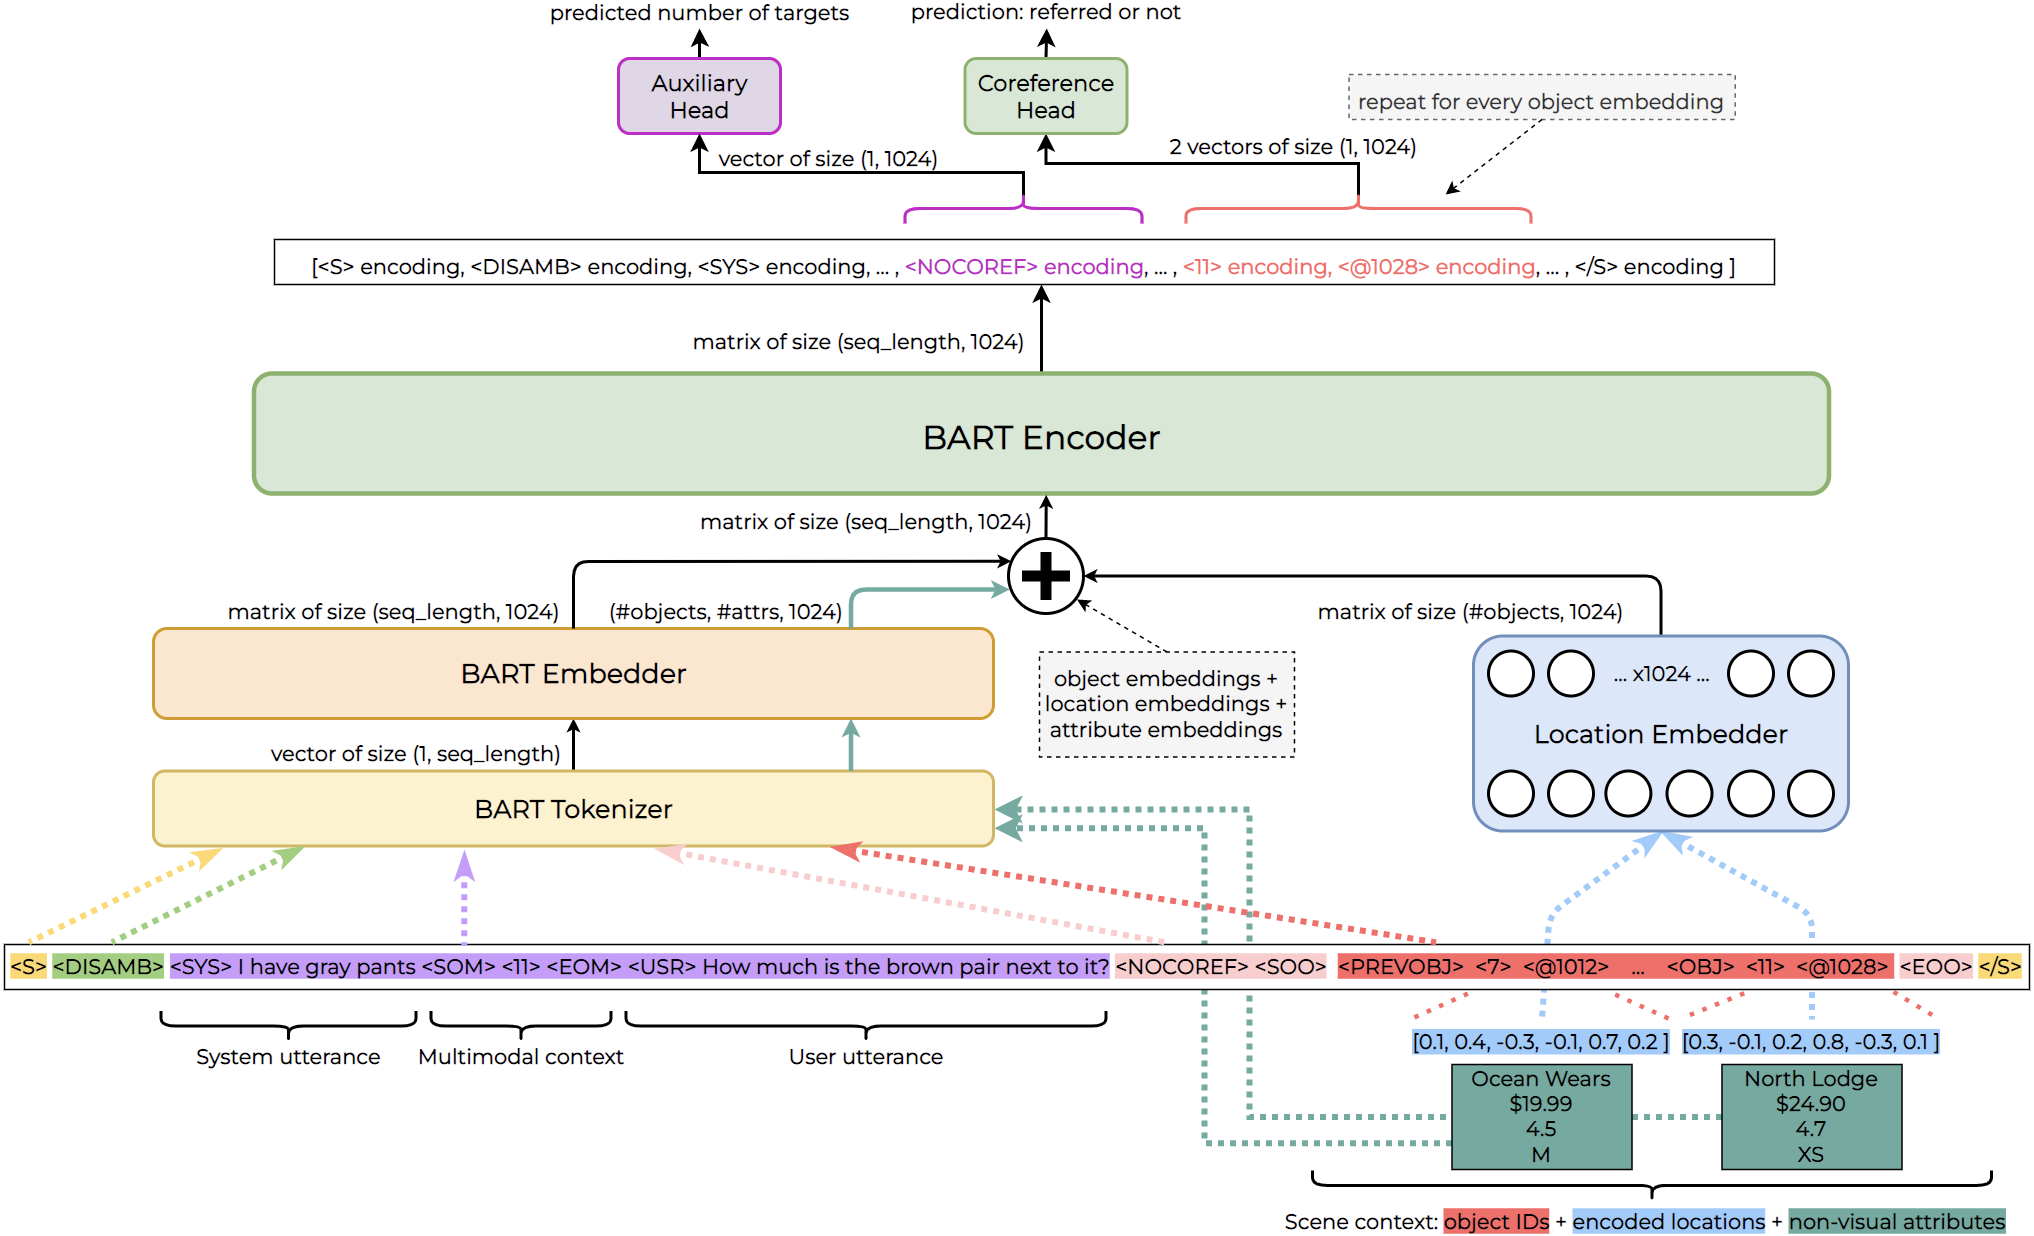 predicted number of targets
prediction: referred or not
Auxiliary
Head
Coreference
Head
repeat for every object embedding
vector of size (1, 1024)
2 vectors of size (1, 1024)
[<S> encoding, <DISAMB> encoding, <SYS> encoding, ... , <NOCOREF> encoding, ... , <11> encoding, <@1028> encoding, ... , </S> encoding ]
matrix of size (seq_length, 1024)
BART Encoder
matrix of size (seq_length, 1024)
matrix of size (seq_length, 1024)
(#objects, #attrs, 1024)
matrix of size (#objects, 1024)
BART Embedder
object embeddings +
location embeddings +
attribute embeddings
... x1024 ...
Location Embedder
vector of size (1, seq_length)
BART Tokenizer
<S> <DISAMB> <SYS> I have gray pants <SOM> <11> <EOM> <USR> How much is the brown pair next to it? <NOCOREF> <SOO> <PREVOBJ> <7> <@1012> ... <OBJ> <11> <@1028> <EOO> </S>
System utterance
Multimodal context
User utterance
[0.1, 0.4, -0.3, -0.1, 0.7, 0.2 ]
[0.3, -0.1, 0.2, 0.8, -0.3, 0.1 ]
Ocean Wears
$19.99
4.5
M
North Lodge
$24.90
4.7
XS
Scene context: object IDs + encoded locations + non-visual attributes